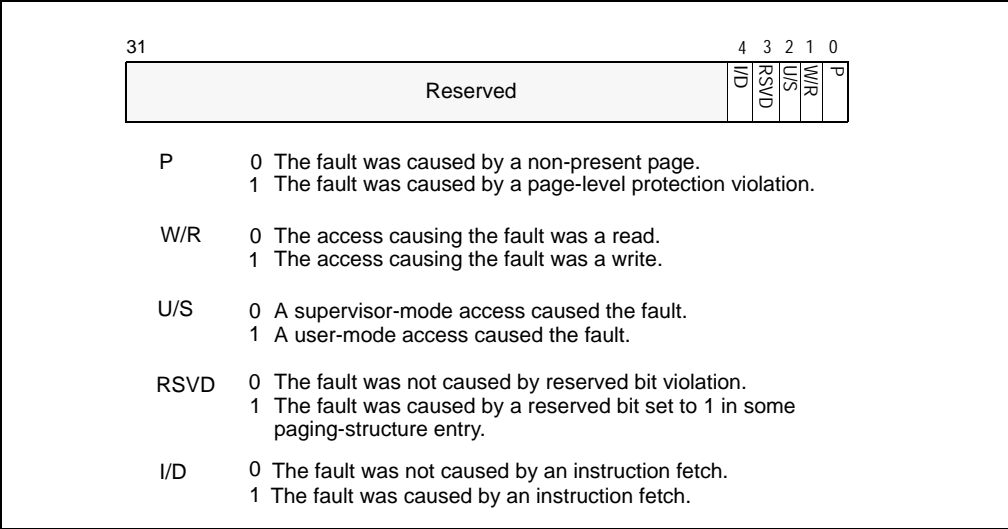 31 4 3 2 1 0
Reserved I/D RSVD U/S W/R P
P 0 The fault was caused by a non-present page.
1 The fault was caused by a page-level protection violation.
W/R 0 The access causing the fault was a read.
1 The access causing the fault was a write.
U/S 0 A supervisor-mode access caused the fault.
1 A user-mode access caused the fault.
RSVD 0 The fault was not caused by reserved bit violation.
1 The fault was caused by a reserved bit set to 1 in some
paging-structure entry.
I/D 0 The fault was not caused by an instruction fetch.
1 The fault was caused by an instruction fetch.